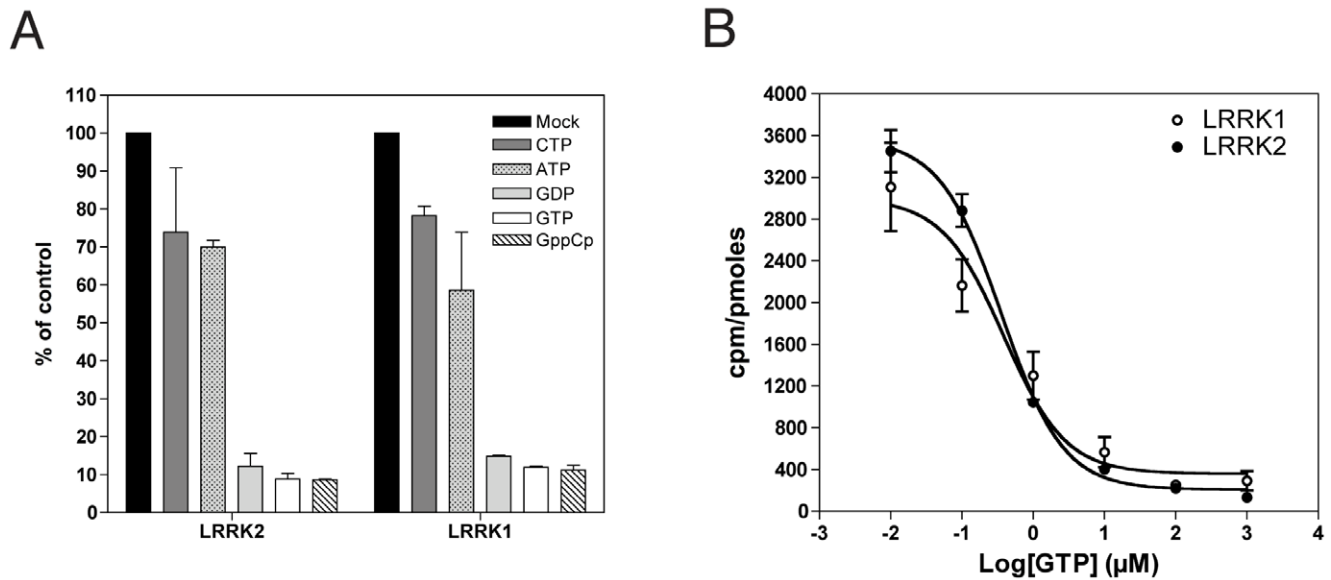 A
110
100
90
80
70
60
50
40
30
20
10
0
% of control
Mock
CTP
ATP
GDP
GTP
GppCp
LRRK2 LRRK1
B
4000
3600
3200
2800
2400
2000
1600
1200
800
400
0
cpm/pmoles
LRRK1
LRRK2
-3 -2 -1 0 1 2 3 4
Log[GTP] (µM)